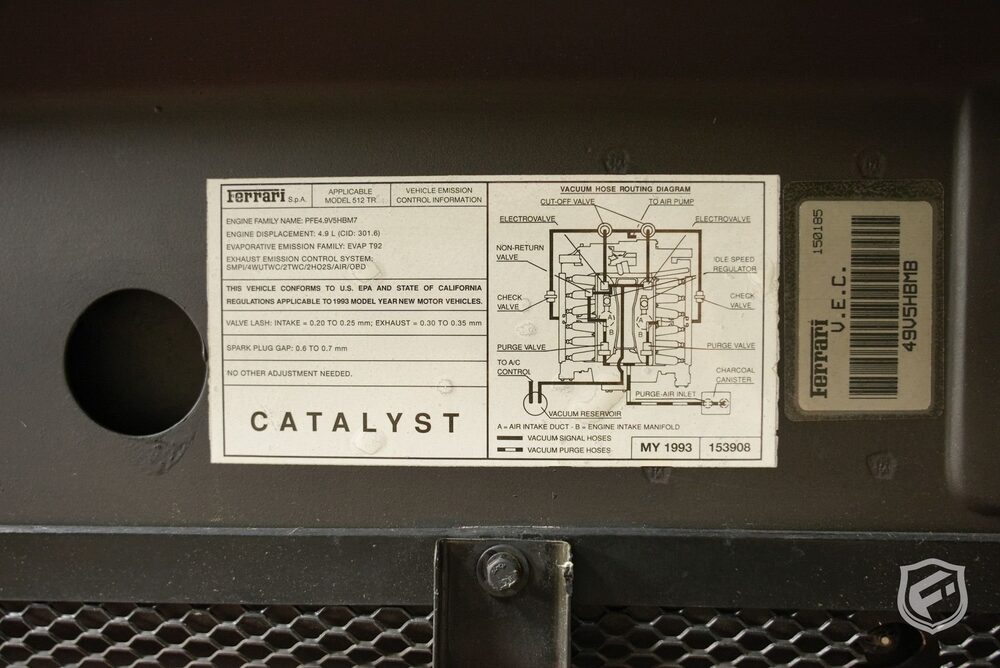 Ferrari S.p.A.
APPLICABLE
MODEL 512 TR
VEHICLE EMISSION
CONTROL INFORMATION
ENGINE FAMILY NAME: PFE4.9V5HBM7
ENGINE DISPLACEMENT: 4.9 L (CID: 301.6)
EVAPORATIVE EMISSION FAMILY: EVAP T92
EXHAUST EMISSION CONTROL SYSTEM:
SMPI/4WUTWC/2TWC/2HO2S/AIR/OBD
THIS VEHICLE CONFORMS TO U.S. EPA AND STATE OF CALIFORNIA
REGULATIONS APPLICABLE TO 1993 MODEL YEAR NEW MOTOR VEHICLES.
VALVE LASH: INTAKE = 0.20 TO 0.25 mm; EXHAUST = 0.30 TO 0.35 mm
SPARK PLUG GAP: 0.6 TO 0.7 mm
NO OTHER ADJUSTMENT NEEDED.
CATALYST
VACUUM HOSE ROUTING DIAGRAM
CUT-OFF VALVE
TO AIR PUMP
ELECTROVALVE
ELECTROVALVE
NON-RETURN
VALVE
IDLE SPEED
REGULATOR
CHECK
VALVE
CHECK
VALVE
A
B
A
B
PURGE VALVE
PURGE VALVE
TO A/C
CONTROL
CHARCOAL
CANISTER
PURGE-AIR INLET
VACUUM RESERVOIR
A = AIR INTAKE DUCT - B = ENGINE INTAKE MANIFOLD
VACUUM SIGNAL HOSES
VACUUM PURGE HOSES
MY 1993
153908
150185
Ferrari
V.E.C.
49V5HBMB
F